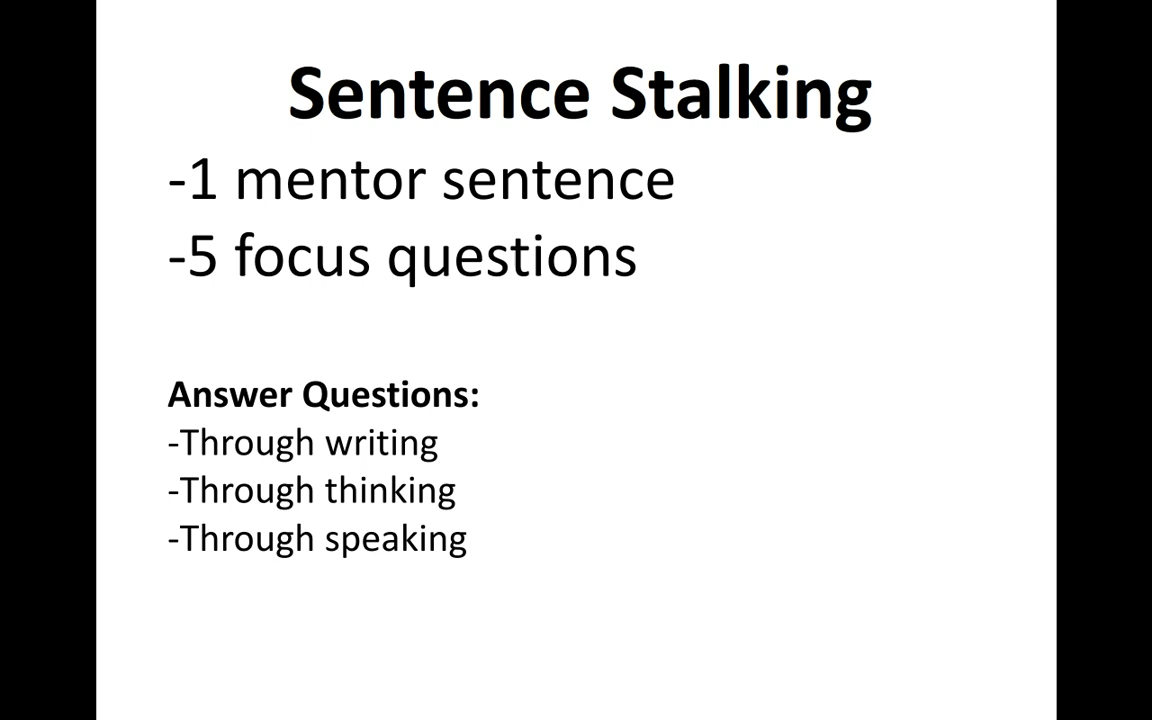 Sentence Stalking
-1 mentor sentence
-5 focus questions
Answer Questions:
-Through writing
-Through thinking
-Through speaking